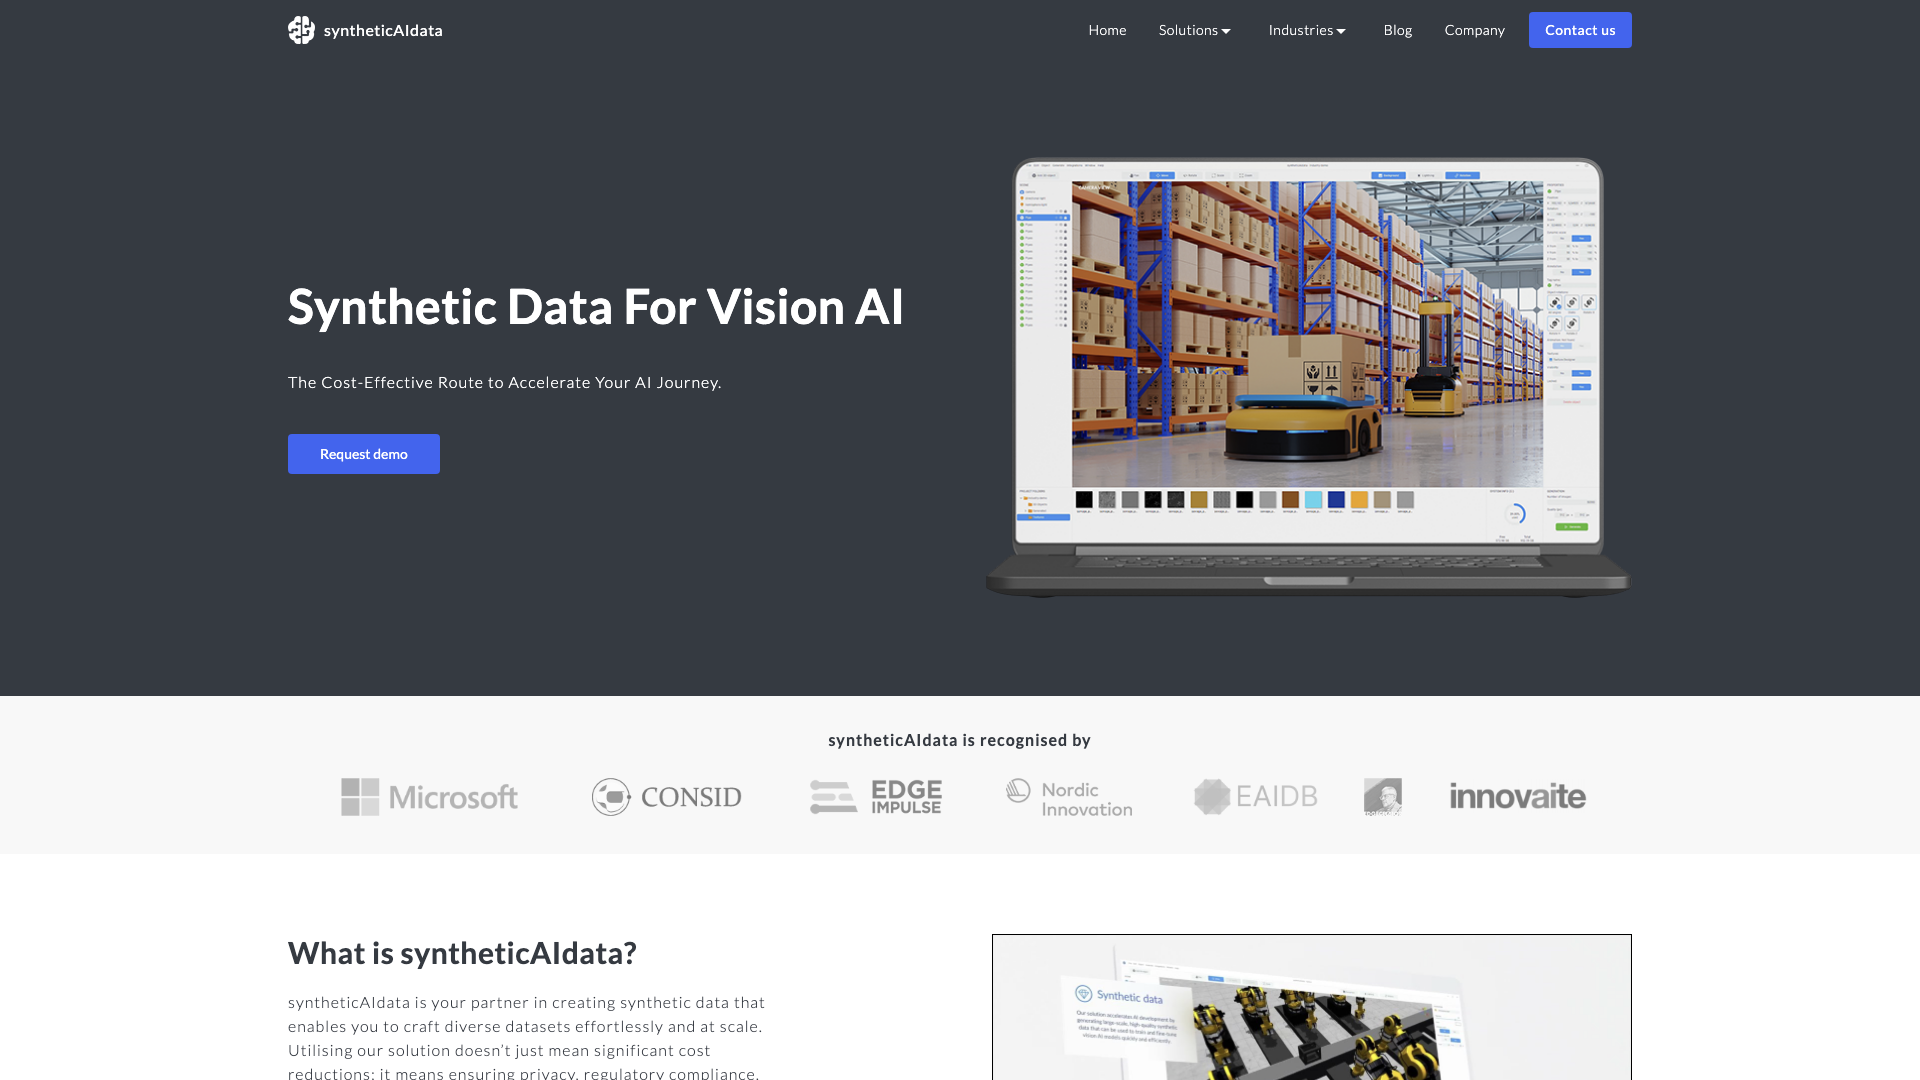 syntheticAIdata
Home
Solutions
Industries
Blog
Company
Contact us
Synthetic Data For Vision AI
The Cost-Effective Route to Accelerate Your AI Journey.
Request demo
syntheticAIdata is recognised by
Microsoft
CONSID
EDGE
IMPULSE
Nordic
Innovation
EAIDB
innovaite
What is syntheticAIdata?
syntheticAIdata is your partner in creating synthetic data that
enables you to craft diverse datasets effortlessly and at scale.
Utilising our solution doesn’t just mean significant cost
reductions; it means ensuring privacy, regulatory compliance,
Synthetic data
Our solution accelerates AI development by
generating large-scale, high-quality synthetic
data that can be used to train and fine-tune
vision AI models quickly and efficiently.